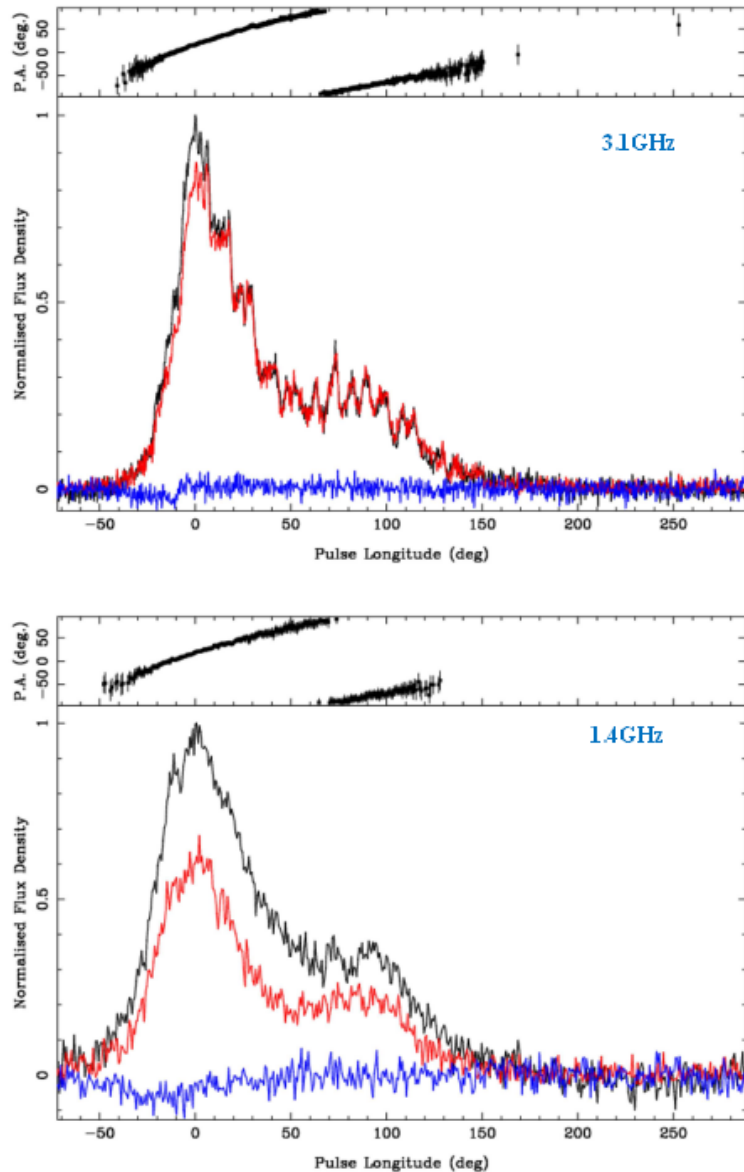 P.A. (deg.)
−50 0 50
3.1GHz
Normalised Flux Density
0 0.5 1
−50 0 50 100 150 200 250
Pulse Longitude (deg)
P.A. (deg.)
−50 0 50
1.4GHz
Normalised Flux Density
0 0.5 1
−50 0 50 100 150 200 250
Pulse Longitude (deg)